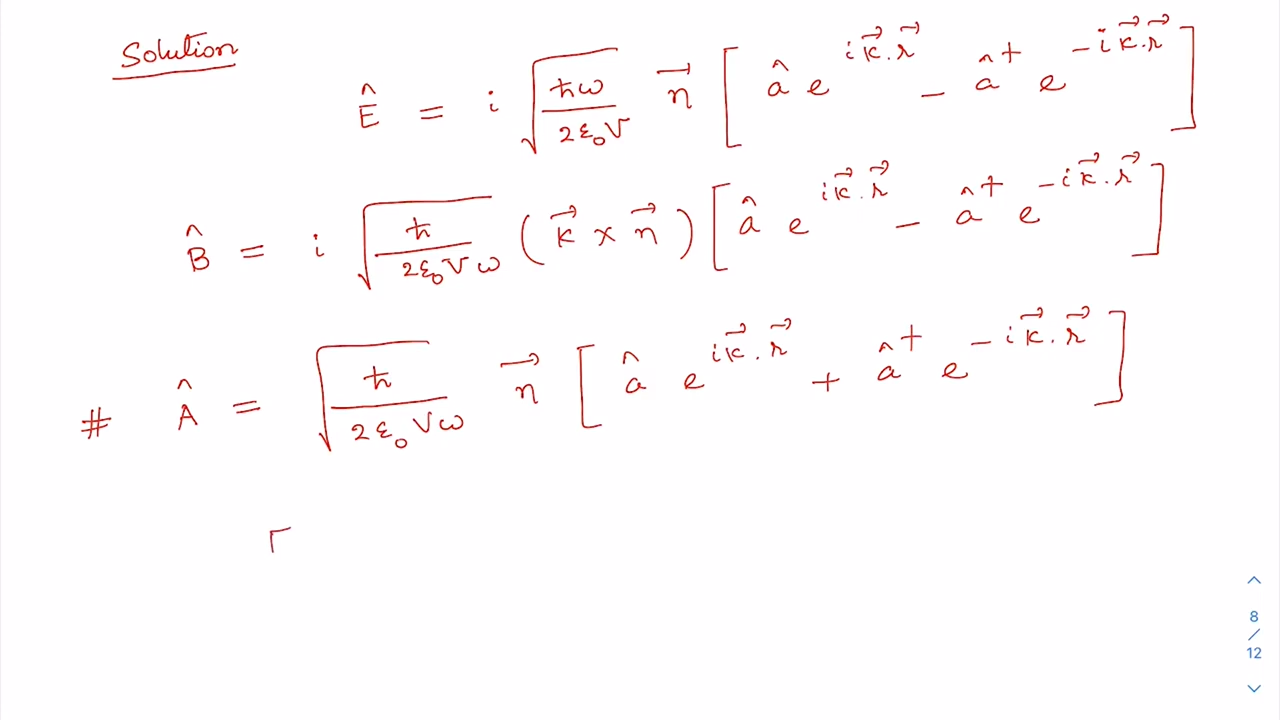 Solution
Ê = i √(ħω / 2ε₀V) n⃗ [ â e^{i k⃗ . r⃗} − â† e^{−i k⃗ . r⃗} ]
B̂ = i √(ħ / 2ε₀Vω) ( k⃗ × n⃗ ) [ â e^{i k⃗ . r⃗} − â† e^{−i k⃗ . r⃗} ]
# Â = √(ħ / 2ε₀Vω) n⃗ [ â e^{i k⃗ . r⃗} + â† e^{−i k⃗ . r⃗} ]
8
/
12